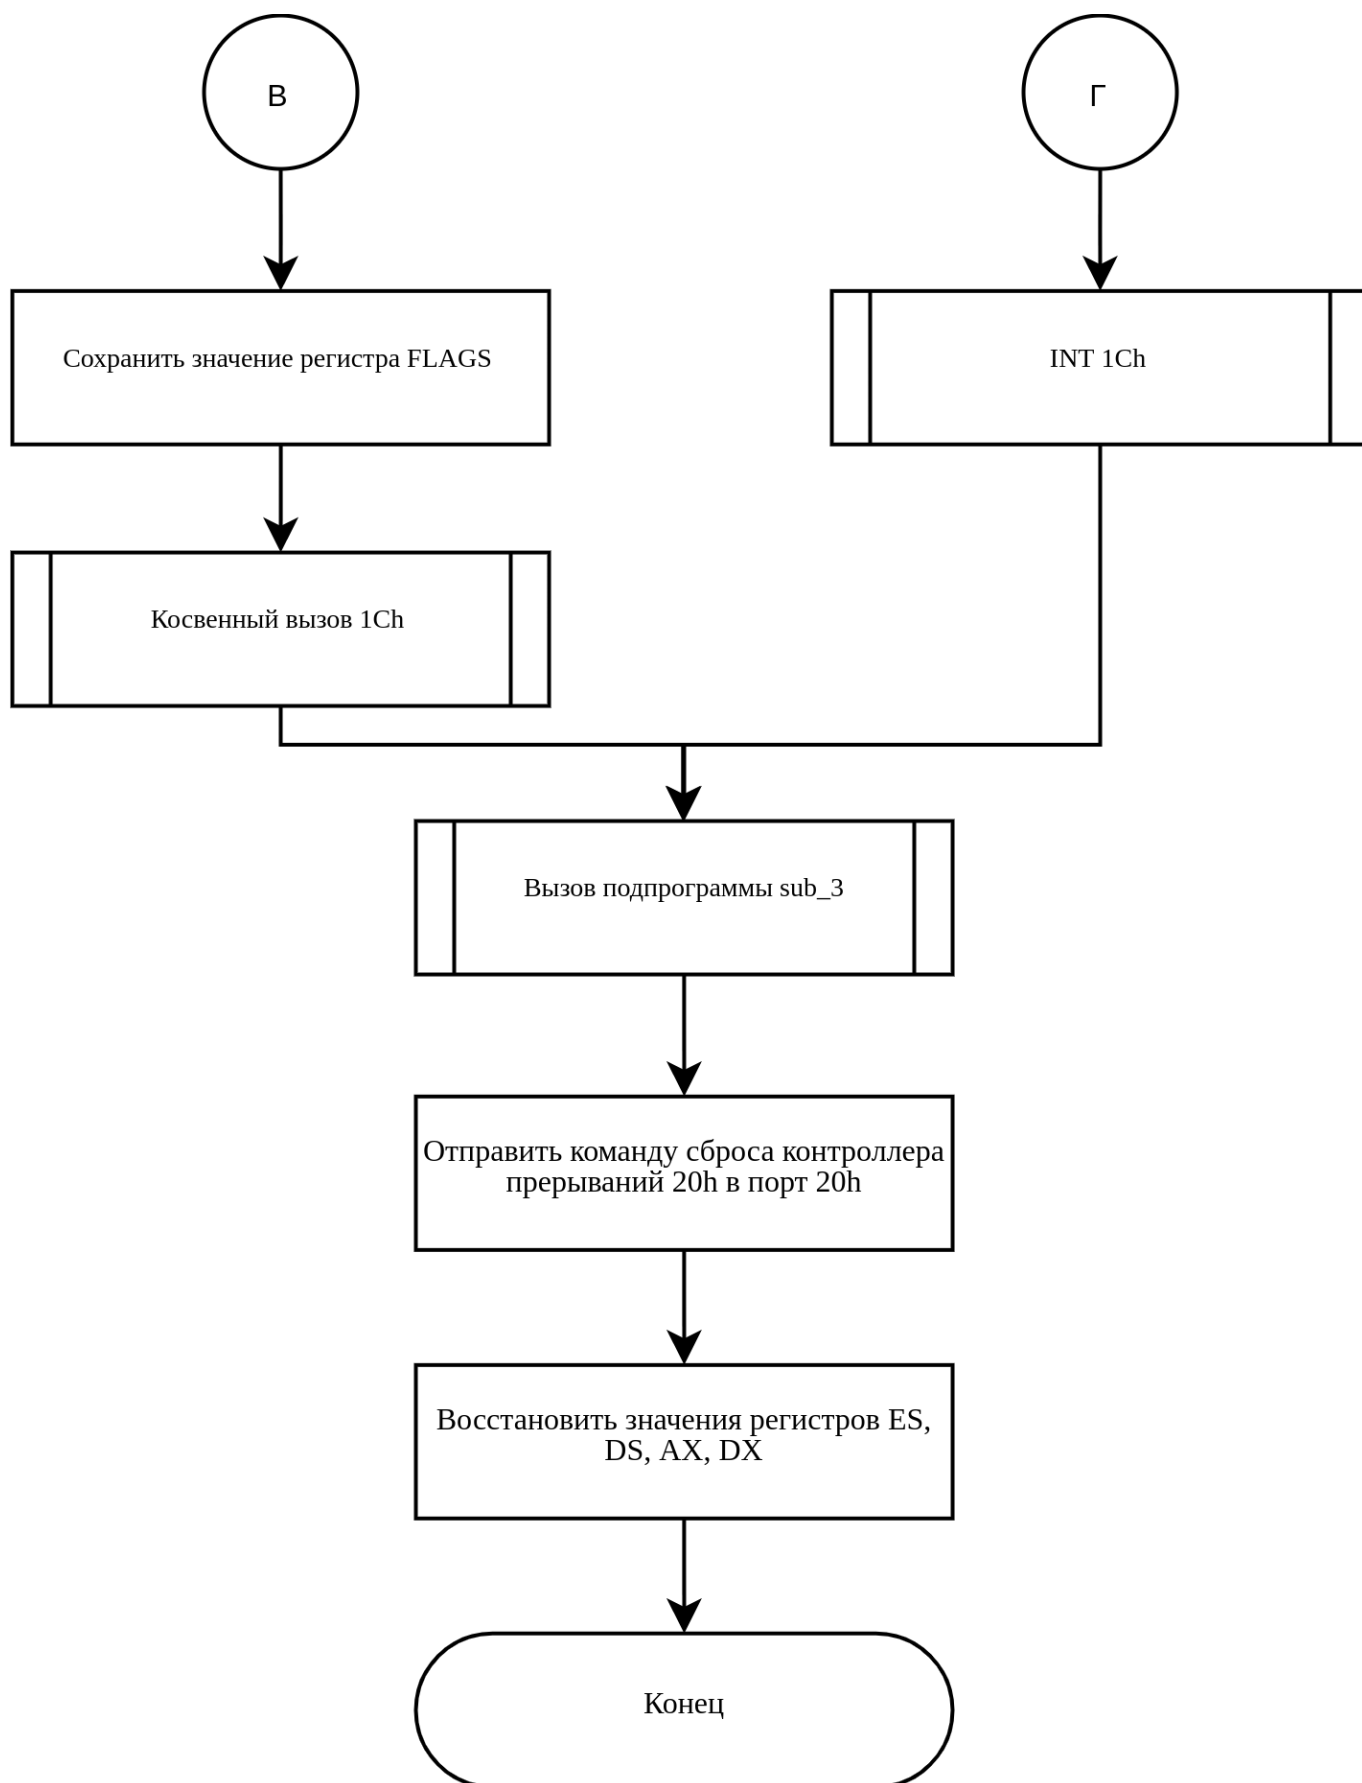 В
Г
Сохранить значение регистра FLAGS
INT 1Ch
Косвенный вызов 1Ch
Вызов подпрограммы sub_3
Отправить команду сброса контроллера
прерываний 20h в порт 20h
Восстановить значения регистров ES,
DS, AX, DX
Конец